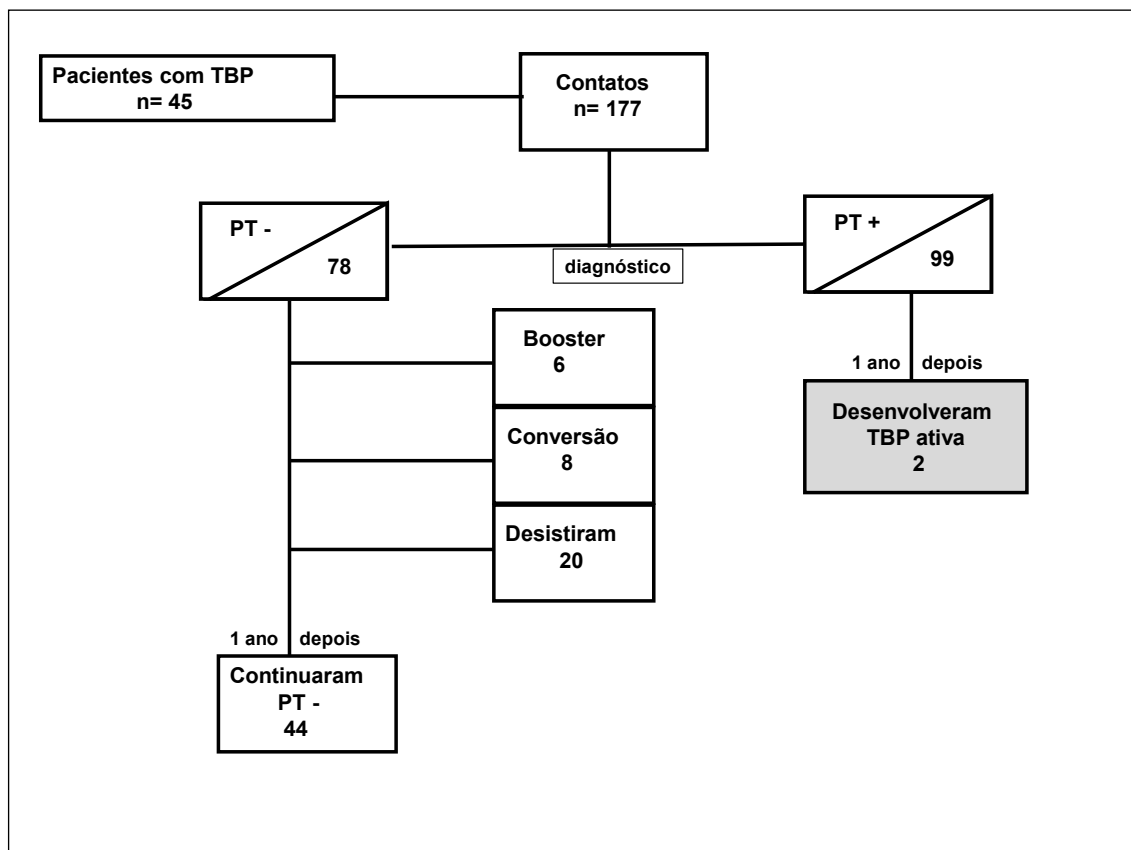 Pacientes com TBP
n= 45
Contatos
n= 177
PT -
78
diagnóstico
PT +
99
Booster
6
Conversão
8
Desistiram
20
1 ano depois
Desenvolveram
TBP ativa
2
1 ano depois
Continuaram
PT -
44